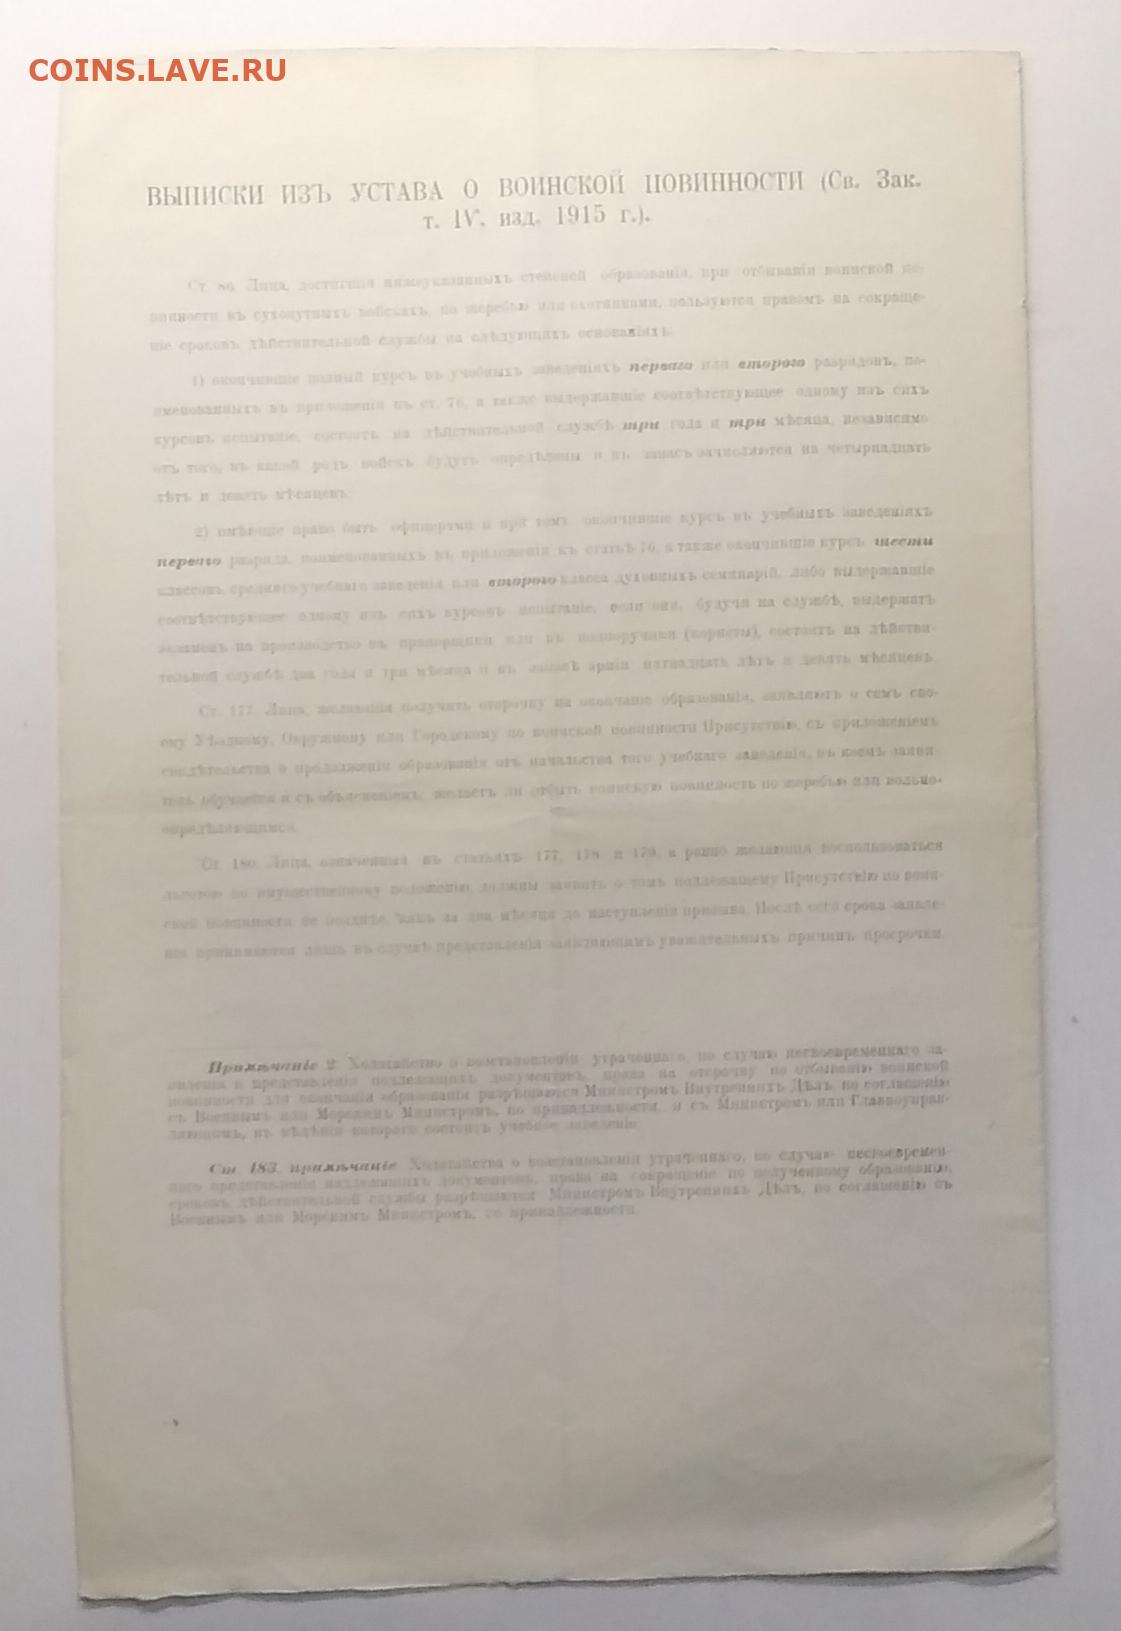 COINS.LAVE.RU
ВЫПИСКИ ИЗЪ УСТАВА О ВОИНСКОЙ ПОВИННОСТИ (Св. Зак.
т. IV. изд. 1915 г.).
Ст. 80. Лица, достигшія нижеуказанныхъ степеней образованія, при отбываніи воинской по-
винности въ сухопутныхъ войскахъ, по жеребью или охотниками, пользуются правомъ на сокраще-
ніе сроковъ дѣйствительной службы на слѣдующихъ основаніяхъ:
1) окончившіе полный курсъ въ учебныхъ заведеніяхъ перваго или второго разрядовъ, по-
именованныхъ въ приложеніи къ ст. 76, а также выдержавшіе соотвѣтствующее одному изъ сихъ
курсовъ испытаніе, состоятъ на дѣйствительной службѣ три года и три мѣсяца, независимо
отъ того, въ какой родъ войскъ будутъ опредѣлены и въ запасъ зачисляются на четырнадцать
лѣтъ и девять мѣсяцевъ;
2) имѣющіе право быть офицерами и при томъ окончившіе курсъ въ учебныхъ заведеніяхъ
перваго разряда, поименованныхъ въ приложеніи къ статьѣ 76, а также окончившіе курсъ шести
классовъ средняго учебнаго заведенія или второго класса духовныхъ семинарій, либо выдержавшіе
соотвѣтствующее одному изъ сихъ курсовъ испытаніе, если они, будучи на службѣ, выдержатъ
экзаменъ на производство въ прапорщики или въ подпоручики (корнеты), состоятъ на дѣйстви-
тельной службѣ два года и три мѣсяца и въ запасѣ арміи пятнадцать лѣтъ и девять мѣсяцевъ.
Ст. 177. Лица, желающія получить отсрочку на окончаніе образованія, заявляютъ о семъ сво-
ему Уѣздному, Окружному или Городскому по воинской повинности Присутствію, съ приложеніемъ
свидѣтельства о продолженіи образованія отъ начальства того учебнаго заведенія, въ коемъ заяви-
тель обучается и съ объясненіемъ: желаетъ ли отбыть воинскую повинность по жеребью или вольно-
опредѣляющимся.
Ст. 180. Лица, означенныя въ статьяхъ 177, 178 и 179, а равно желающія воспользоваться
льготою по имущественному положенію, должны заявить о томъ подлежащему Присутствію по воин-
ской повинности не позднѣе, какъ за два мѣсяца до наступленія призыва. Послѣ сего срока заявле-
нія принимаются лишь въ случаѣ представленія заявляющимъ уважительныхъ причинъ просрочки.
Примѣчаніе 2. Ходатайство о возстановленіи утраченнаго, по случаю несвоевременнаго за-
явленія и представленія подлежащихъ документовъ, права на отсрочку по отбыванію воинской
повинности для окончанія образованія разрѣшаются Министромъ Внутреннихъ Дѣлъ, по соглашенію
съ Военнымъ или Морскимъ Министромъ, по принадлежности, и съ Министромъ или Главноуправ-
ляющимъ, въ вѣдѣніи котораго состоитъ учебное заведеніе.
Ст. 183, примѣчаніе. Ходатайства о возстановленіи утраченнаго, по случаю несвоевремен-
наго представленія надлежащихъ документовъ, права на сокращеніе по полученному образованію,
сроковъ дѣйствительной службы разрѣшаются Министромъ Внутреннихъ Дѣлъ, по соглашенію съ
Военнымъ или Морскимъ Министромъ, по принадлежности.